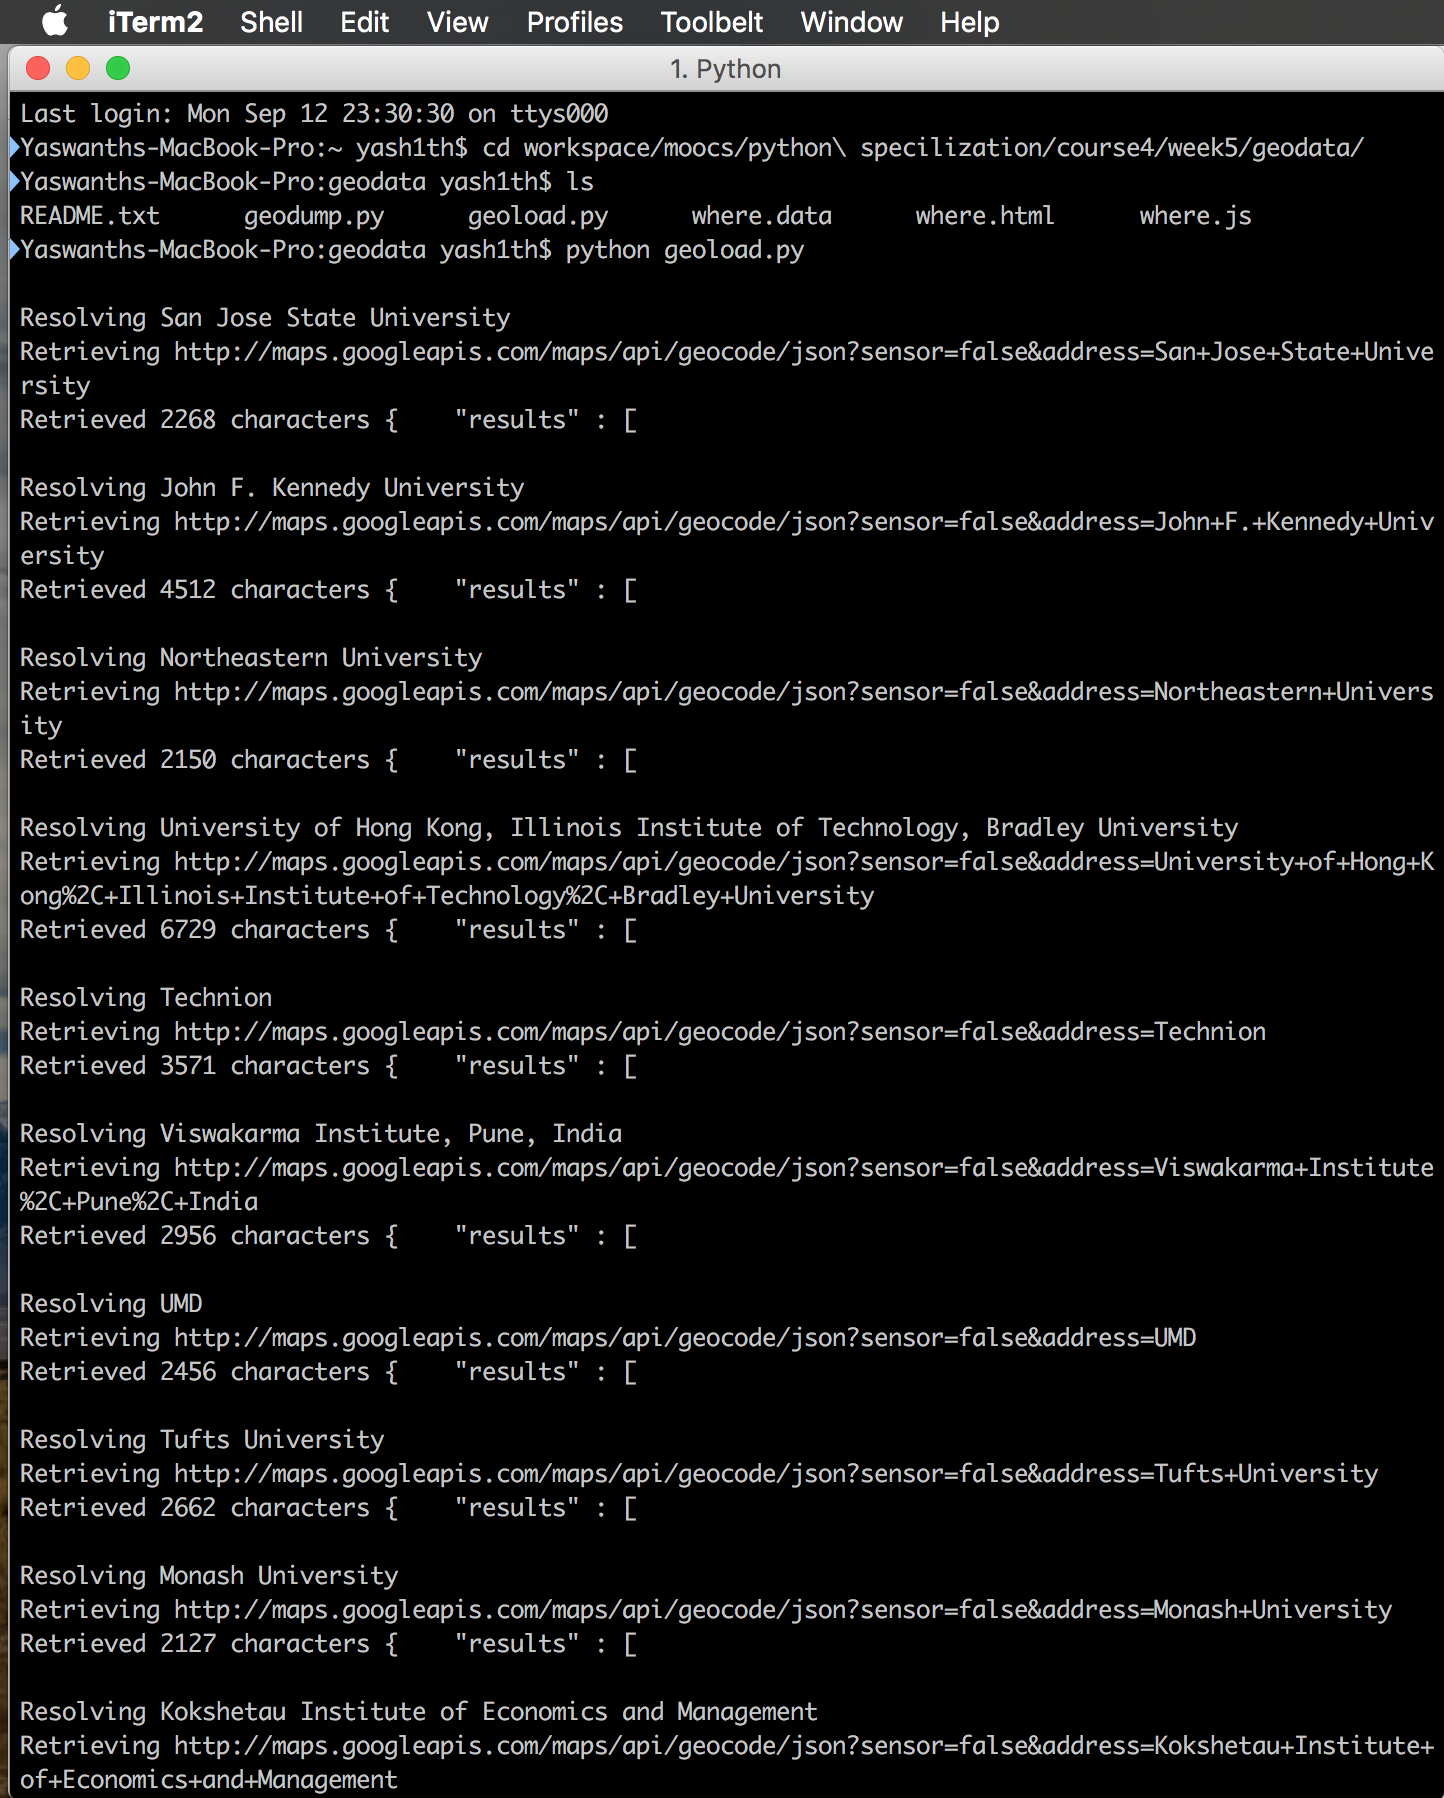 iTerm2 Shell Edit View Profiles Toolbelt Window Help
1. Python
Last login: Mon Sep 12 23:30:30 on ttys000
Yaswanths-MacBook-Pro:~ yash1th$ cd workspace/moocs/python\ specilization/course4/week5/geodata/
Yaswanths-MacBook-Pro:geodata yash1th$ ls
README.txt geodump.py geoload.py where.data where.html where.js
Yaswanths-MacBook-Pro:geodata yash1th$ python geoload.py
Resolving San Jose State University
Retrieving http://maps.googleapis.com/maps/api/geocode/json?sensor=false&address=San+Jose+State+Unive
rsity
Retrieved 2268 characters {    "results" : [
Resolving John F. Kennedy University
Retrieving http://maps.googleapis.com/maps/api/geocode/json?sensor=false&address=John+F.+Kennedy+Univ
ersity
Retrieved 4512 characters {    "results" : [
Resolving Northeastern University
Retrieving http://maps.googleapis.com/maps/api/geocode/json?sensor=false&address=Northeastern+Univers
ity
Retrieved 2150 characters {    "results" : [
Resolving University of Hong Kong, Illinois Institute of Technology, Bradley University
Retrieving http://maps.googleapis.com/maps/api/geocode/json?sensor=false&address=University+of+Hong+K
ong%2C+Illinois+Institute+of+Technology%2C+Bradley+University
Retrieved 6729 characters {    "results" : [
Resolving Technion
Retrieving http://maps.googleapis.com/maps/api/geocode/json?sensor=false&address=Technion
Retrieved 3571 characters {    "results" : [
Resolving Viswakarma Institute, Pune, India
Retrieving http://maps.googleapis.com/maps/api/geocode/json?sensor=false&address=Viswakarma+Institute
%2C+Pune%2C+India
Retrieved 2956 characters {    "results" : [
Resolving UMD
Retrieving http://maps.googleapis.com/maps/api/geocode/json?sensor=false&address=UMD
Retrieved 2456 characters {    "results" : [
Resolving Tufts University
Retrieving http://maps.googleapis.com/maps/api/geocode/json?sensor=false&address=Tufts+University
Retrieved 2662 characters {    "results" : [
Resolving Monash University
Retrieving http://maps.googleapis.com/maps/api/geocode/json?sensor=false&address=Monash+University
Retrieved 2127 characters {    "results" : [
Resolving Kokshetau Institute of Economics and Management
Retrieving http://maps.googleapis.com/maps/api/geocode/json?sensor=false&address=Kokshetau+Institute+
of+Economics+and+Management